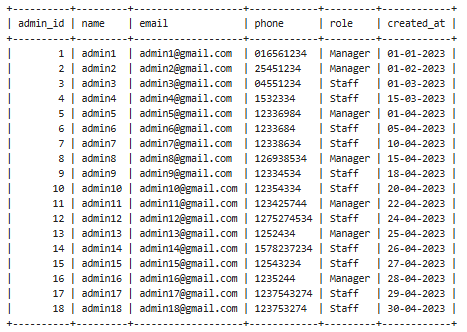 +----------+---------+-------------------+------------+---------+------------+
| admin_id | name    | email             | phone      | role    | created_at |
+----------+---------+-------------------+------------+---------+------------+
|        1 | admin1  | admin1@gmail.com  | 016561234  | Manager | 01-01-2023 |
|        2 | admin2  | admin2@gmail.com  | 25451234   | Manager | 01-02-2023 |
|        3 | admin3  | admin3@gmail.com  | 04551234   | Staff   | 01-03-2023 |
|        4 | admin4  | admin4@gmail.com  | 1532334    | Staff   | 15-03-2023 |
|        5 | admin5  | admin5@gmail.com  | 12336984   | Manager | 01-04-2023 |
|        6 | admin6  | admin6@gmail.com  | 1233684    | Staff   | 05-04-2023 |
|        7 | admin7  | admin7@gmail.com  | 12338634   | Staff   | 10-04-2023 |
|        8 | admin8  | admin8@gmail.com  | 126938534  | Manager | 15-04-2023 |
|        9 | admin9  | admin9@gmail.com  | 12334534   | Staff   | 18-04-2023 |
|       10 | admin10 | admin10@gmail.com | 12354334   | Staff   | 20-04-2023 |
|       11 | admin11 | admin11@gmail.com | 123425744  | Manager | 22-04-2023 |
|       12 | admin12 | admin12@gmail.com | 1275274534 | Staff   | 24-04-2023 |
|       13 | admin13 | admin13@gmail.com | 1252434    | Manager | 25-04-2023 |
|       14 | admin14 | admin14@gmail.com | 1578237234 | Staff   | 26-04-2023 |
|       15 | admin15 | admin15@gmail.com | 12543234   | Staff   | 27-04-2023 |
|       16 | admin16 | admin16@gmail.com | 1235244    | Manager | 28-04-2023 |
|       17 | admin17 | admin17@gmail.com | 1237543274 | Staff   | 29-04-2023 |
|       18 | admin18 | admin18@gmail.com | 123753274  | Staff   | 30-04-2023 |
+----------+---------+-------------------+------------+---------+------------+